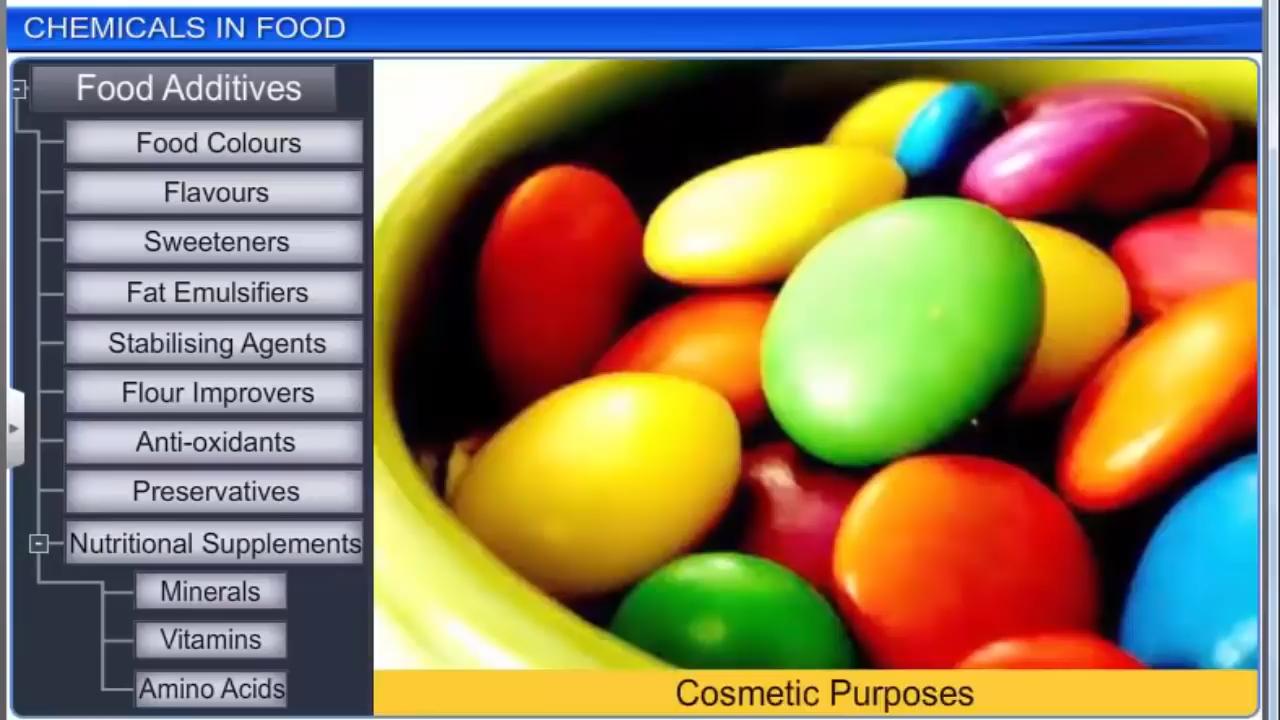 CHEMICALS IN FOOD
Food Additives
Food Colours
Flavours
Sweeteners
Fat Emulsifiers
Stabilising Agents
Flour Improvers
Anti-oxidants
Preservatives
Nutritional Supplements
Minerals
Vitamins
Amino Acids
Cosmetic Purposes